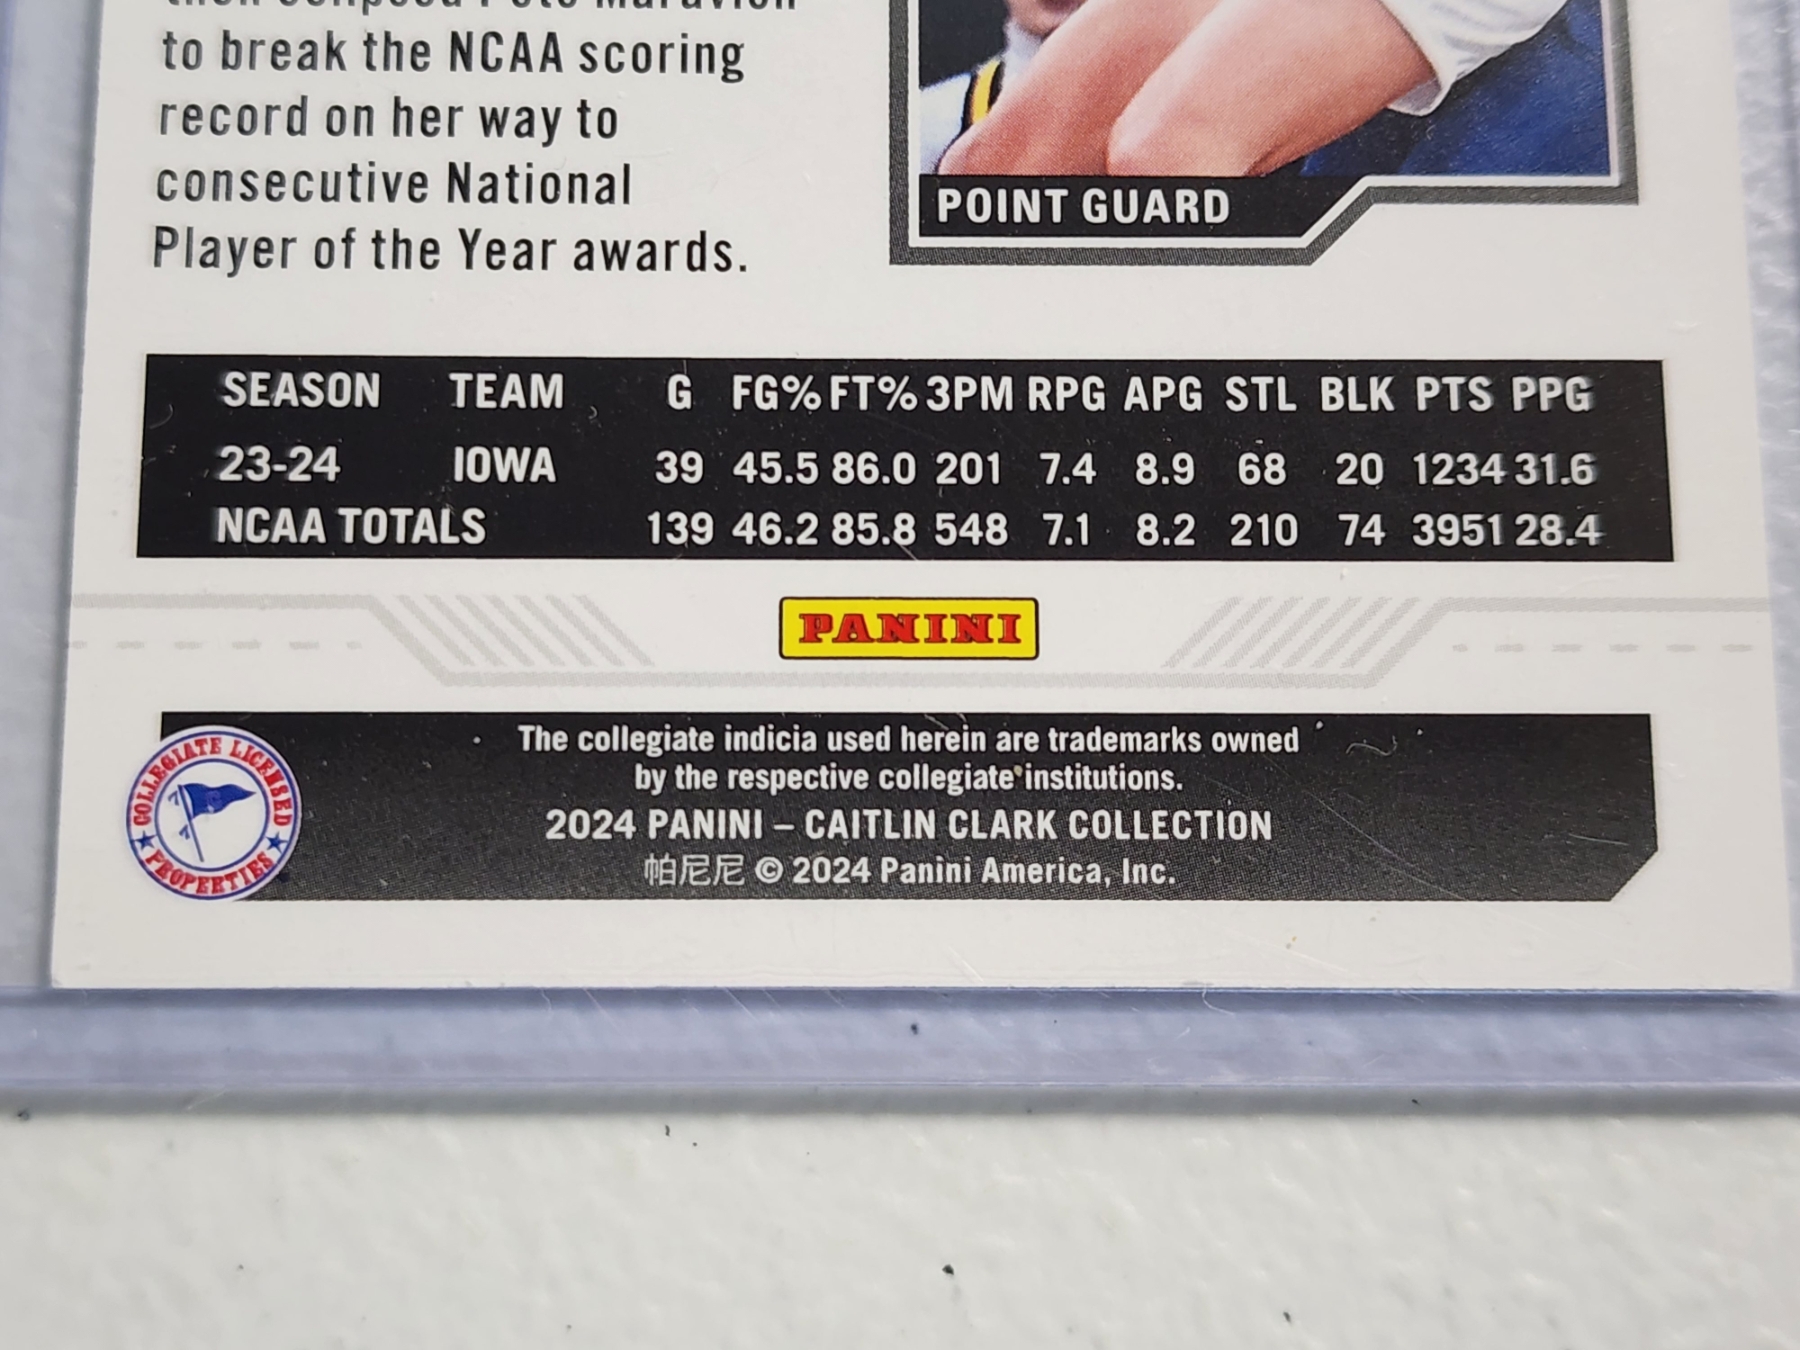 then eclipsed Pete Maravich
to break the NCAA scoring
record on her way to
consecutive National
Player of the Year awards.
POINT GUARD
SEASON TEAM G FG% FT% 3PM RPG APG STL BLK PTS PPG
23-24 IOWA 39 45.5 86.0 201 7.4 8.9 68 20 1234 31.6
NCAA TOTALS 139 46.2 85.8 548 7.1 8.2 210 74 3951 28.4
PANINI
COLLEGIATE LICENSED
PROPERTIES
The collegiate indicia used herein are trademarks owned
by the respective collegiate institutions.
2024 PANINI – CAITLIN CLARK COLLECTION
帕尼尼 © 2024 Panini America, Inc.